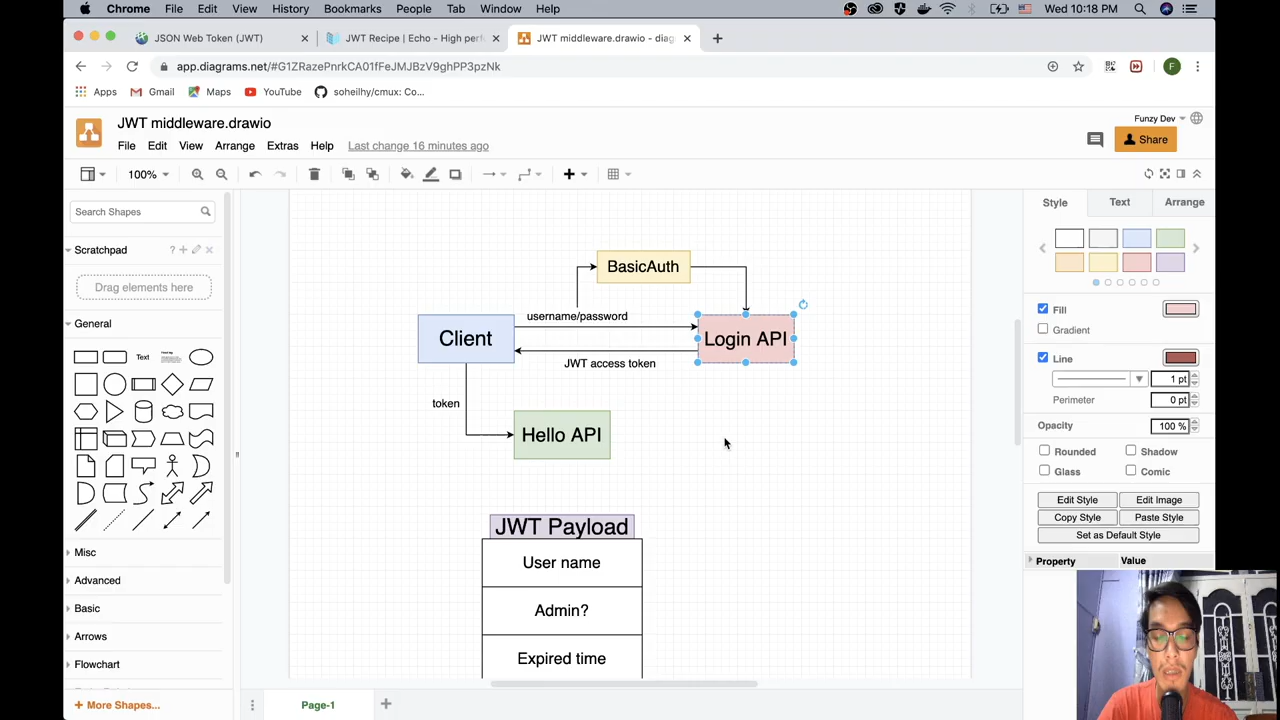 Chrome File Edit View History Bookmarks People Tab Window Help Wed 10:18 PM
JSON Web Token (JWT) JWT Recipe | Echo - High per JWT middleware.drawio - diag
app.diagrams.net/#G1ZRazePnrkCA01fFeJMJBzV9ghPP3pzNk F
Apps Gmail Maps YouTube soheilhy/cmux: Co...
JWT middleware.drawio
Funzy Dev
File Edit View Arrange Extras Help Last change 16 minutes ago
Share
100%
Search Shapes
Scratchpad
Drag elements here
General
Text
Heading
Misc
Advanced
Basic
Arrows
Flowchart
+ More Shapes...
BasicAuth
username/password
Client
Login API
JWT access token
token
Hello API
JWT Payload
User name
Admin?
Expired time
Page-1
Style Text Arrange
Fill
Gradient
Line
1 pt
Perimeter 0 pt
Opacity 100 %
Rounded Shadow
Glass Comic
Edit Style Edit Image
Copy Style Paste Style
Set as Default Style
Property Value